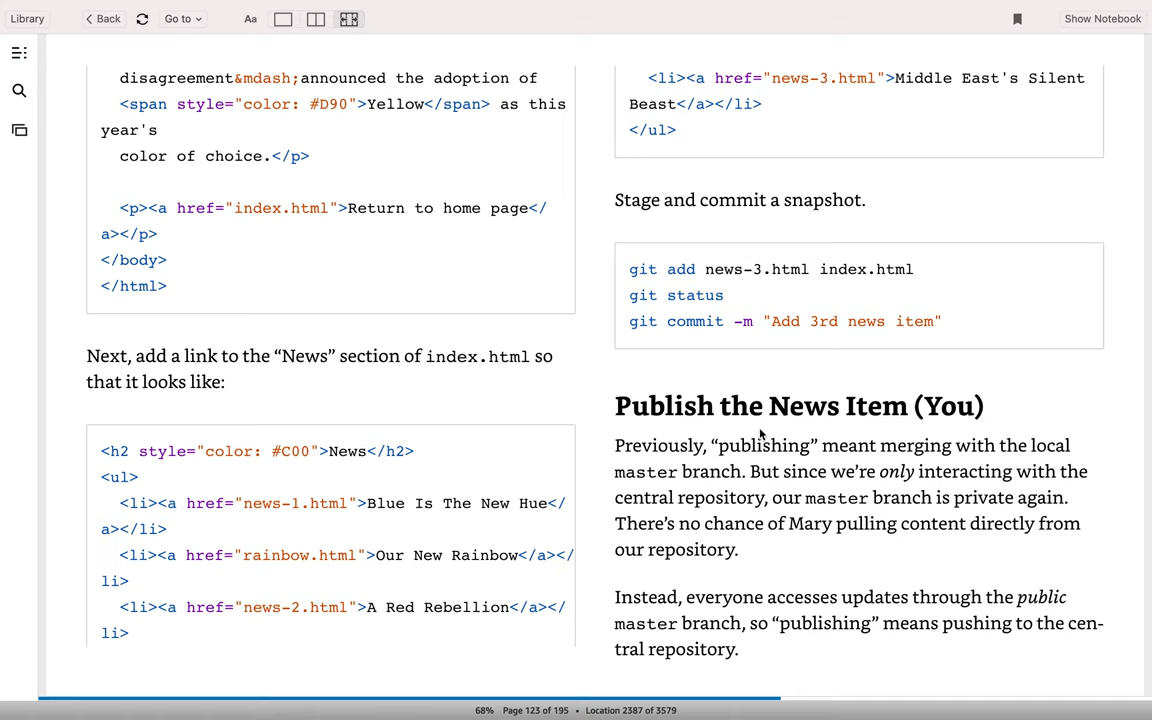 Library
Back
Go to
Aa
Show Notebook
disagreement&mdash;announced the adoption of
<span style="color: #D90">Yellow</span> as this
year's
color of choice.</p>
<p><a href="index.html">Return to home page</
a></p>
</body>
</html>
Next, add a link to the “News” section of index.html so
that it looks like:
<h2 style="color: #C00">News</h2>
<ul>
<li><a href="news-1.html">Blue Is The New Hue</
a></li>
<li><a href="rainbow.html">Our New Rainbow</a></
li>
<li><a href="news-2.html">A Red Rebellion</a></
li>
<li><a href="news-3.html">Middle East's Silent
Beast</a></li>
</ul>
Stage and commit a snapshot.
git add news-3.html index.html
git status
git commit -m "Add 3rd news item"
Publish the News Item (You)
Previously, “publishing” meant merging with the local
master branch. But since we’re only interacting with the
central repository, our master branch is private again.
There’s no chance of Mary pulling content directly from
our repository.
Instead, everyone accesses updates through the public
master branch, so “publishing” means pushing to the cen-
tral repository.
68% Page 123 of 195 • Location 2387 of 3579